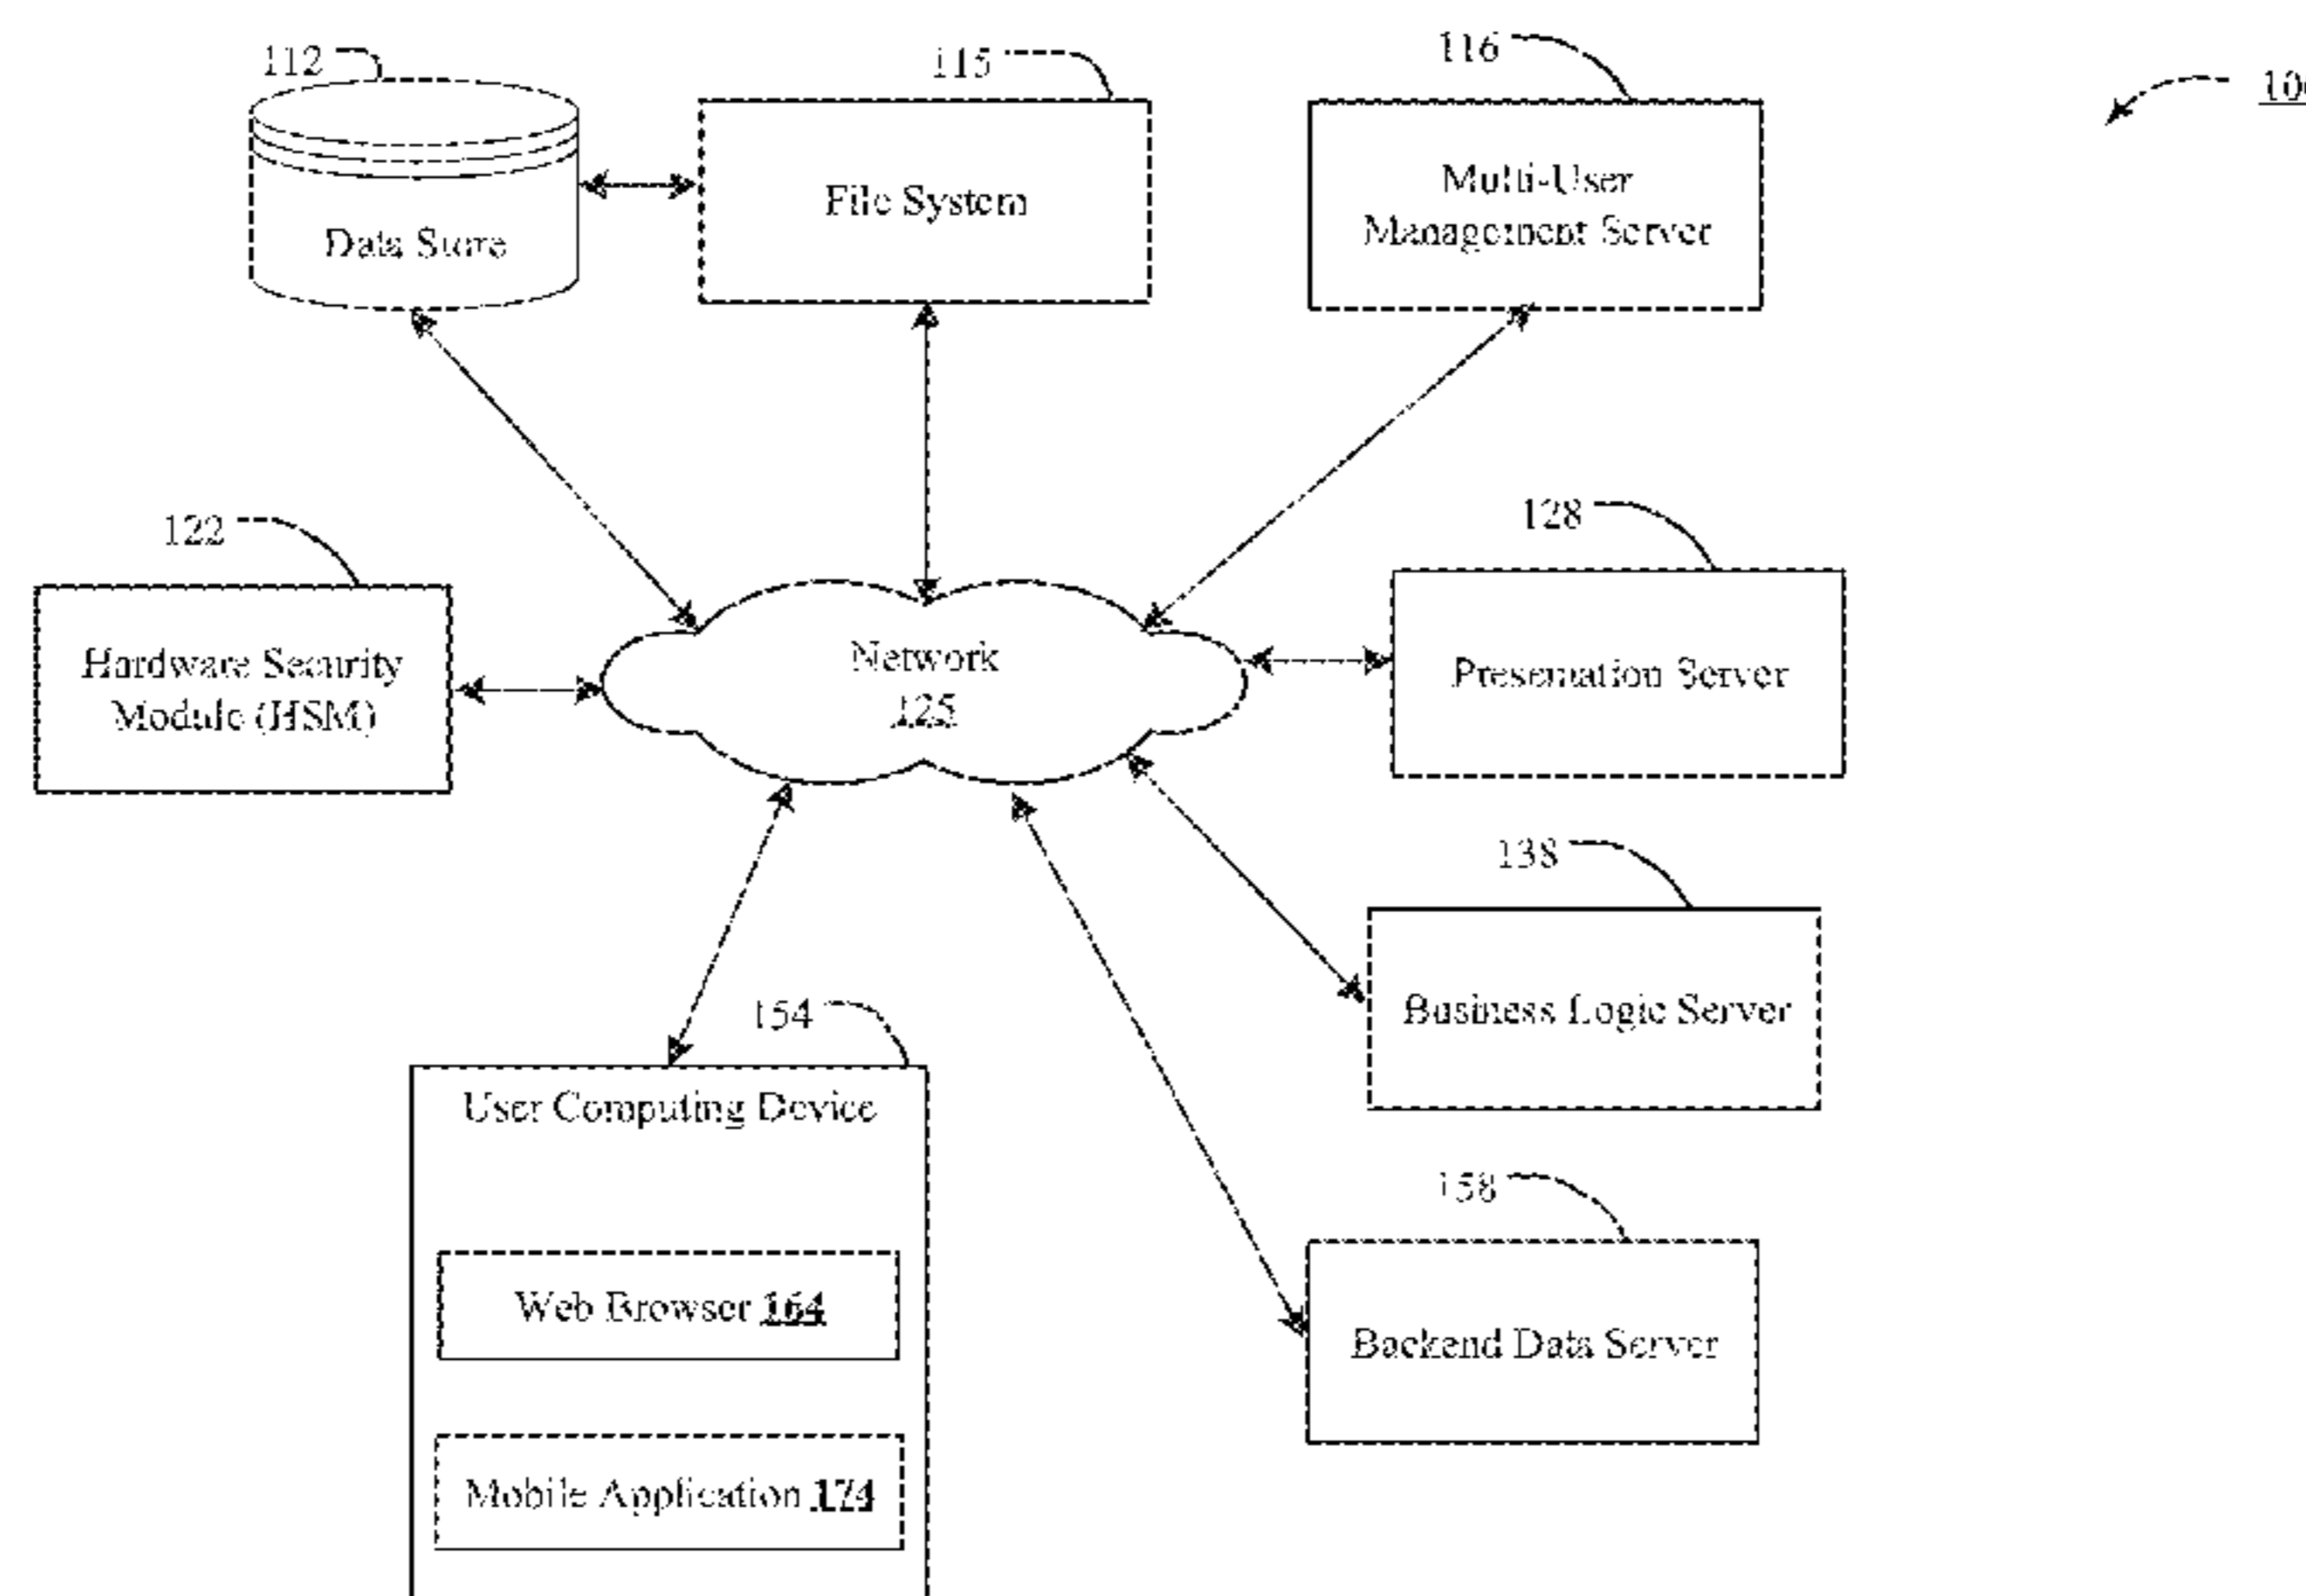 112
115
116
Data Store
File System
Multi-User
Management Server
122
128
Hardware Security
Module (HSM)
Network
125
Presentation Server
138
Business Logic Server
154
User Computing Device
158
Web Browser 164
Backend Data Server
Mobile Application 174